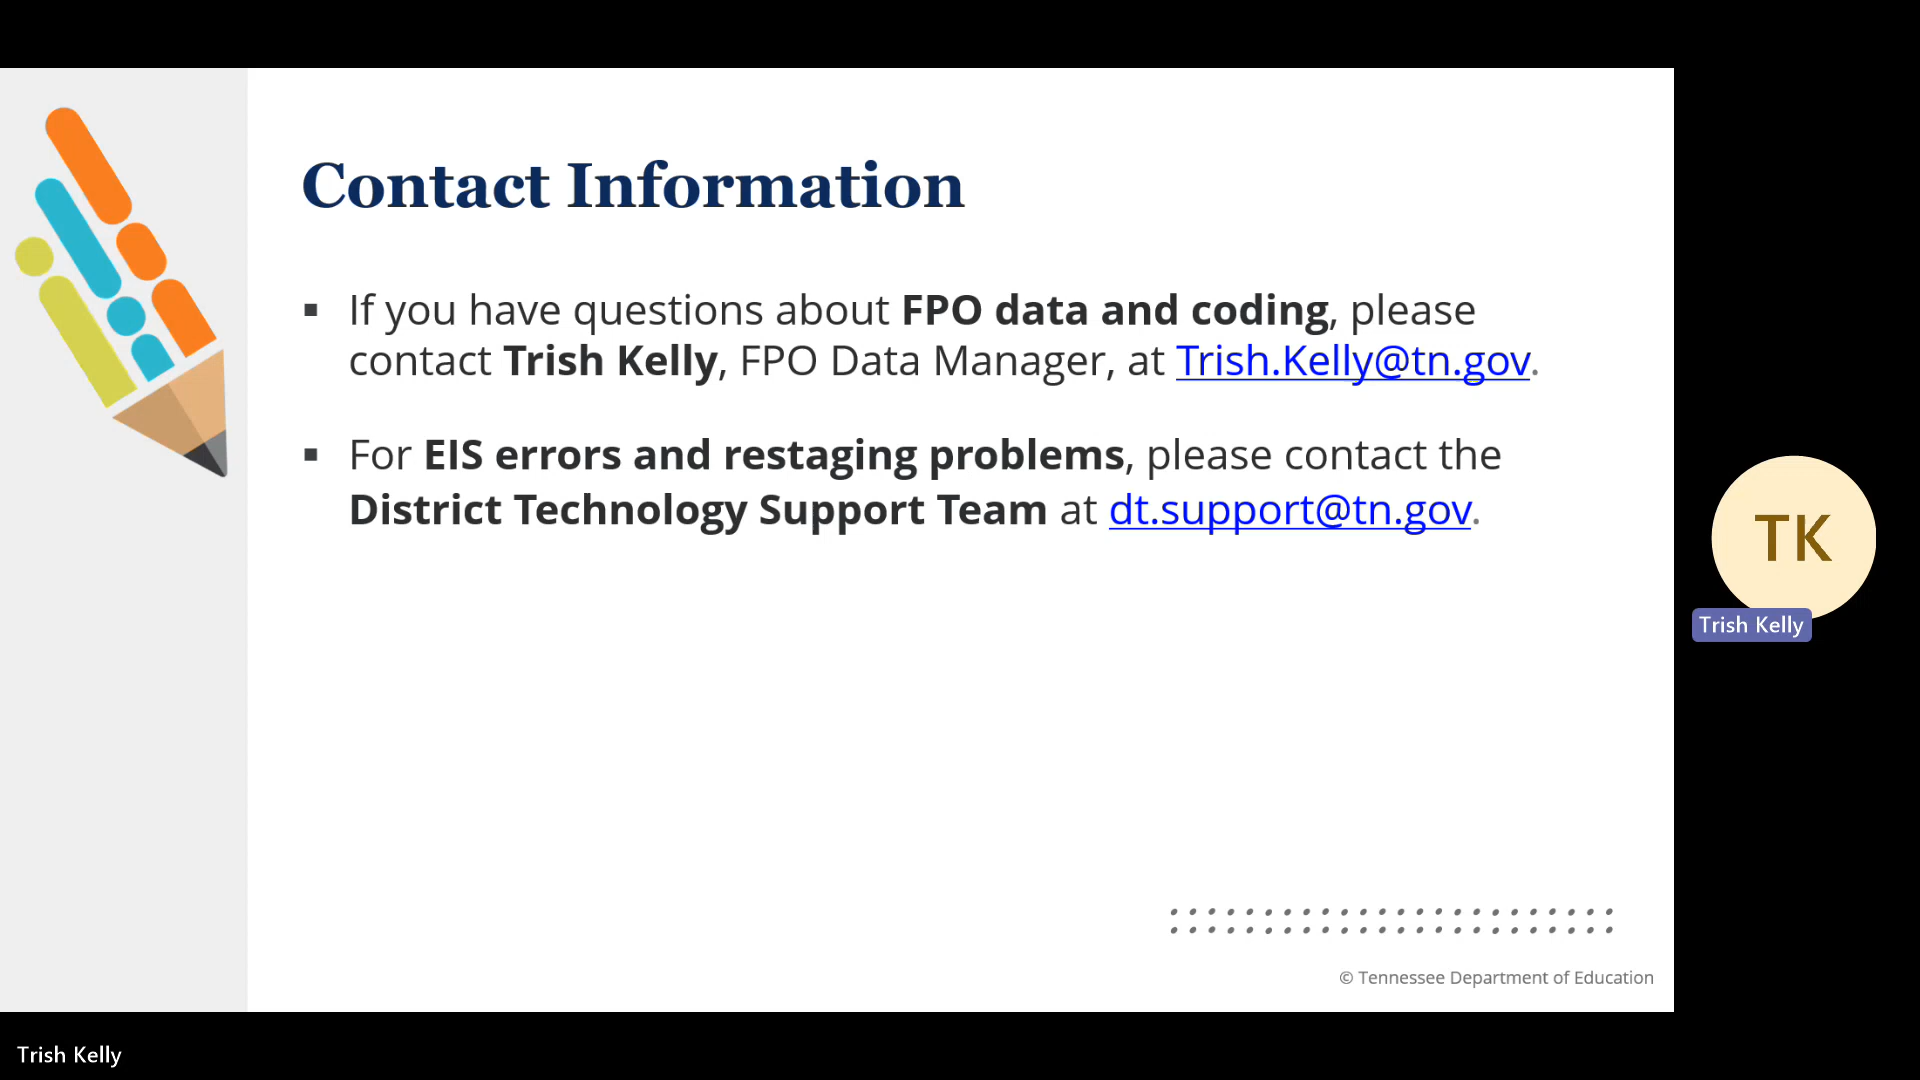 Contact Information
▪ If you have questions about FPO data and coding, please
contact Trish Kelly, FPO Data Manager, at Trish.Kelly@tn.gov.
▪ For EIS errors and restaging problems, please contact the
District Technology Support Team at dt.support@tn.gov.
TK
Trish Kelly
© Tennessee Department of Education
Trish Kelly